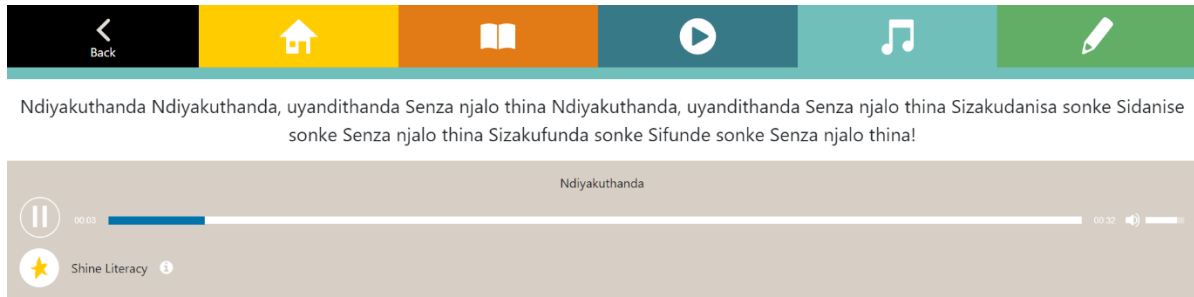 Back
Ndiyakuthanda Ndiyakuthanda, uyandithanda Senza njalo thina Ndiyakuthanda, uyandithanda Senza njalo thina Sizakudanisa sonke Sidanise
sonke Senza njalo thina Sizakufunda sonke Sifunde sonke Senza njalo thina!
Ndiyakuthanda
00:03 00:32
Shine Literacy